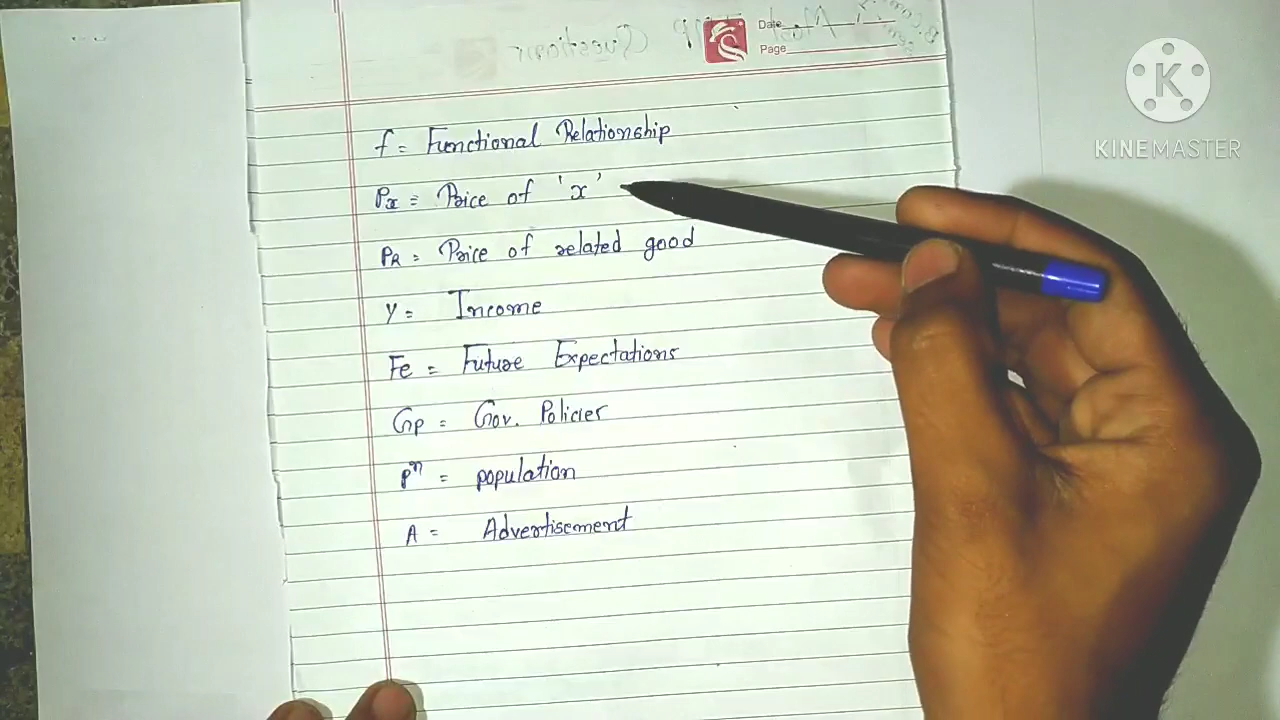 Date
Page
f = Functional Relationship
Px = Price of 'x'
PR = Price of related good
Y = Income
Fe = Future Expectations
Gp = Gov. Policies
pⁿ = population
A = Advertisement
K
KINEMASTER